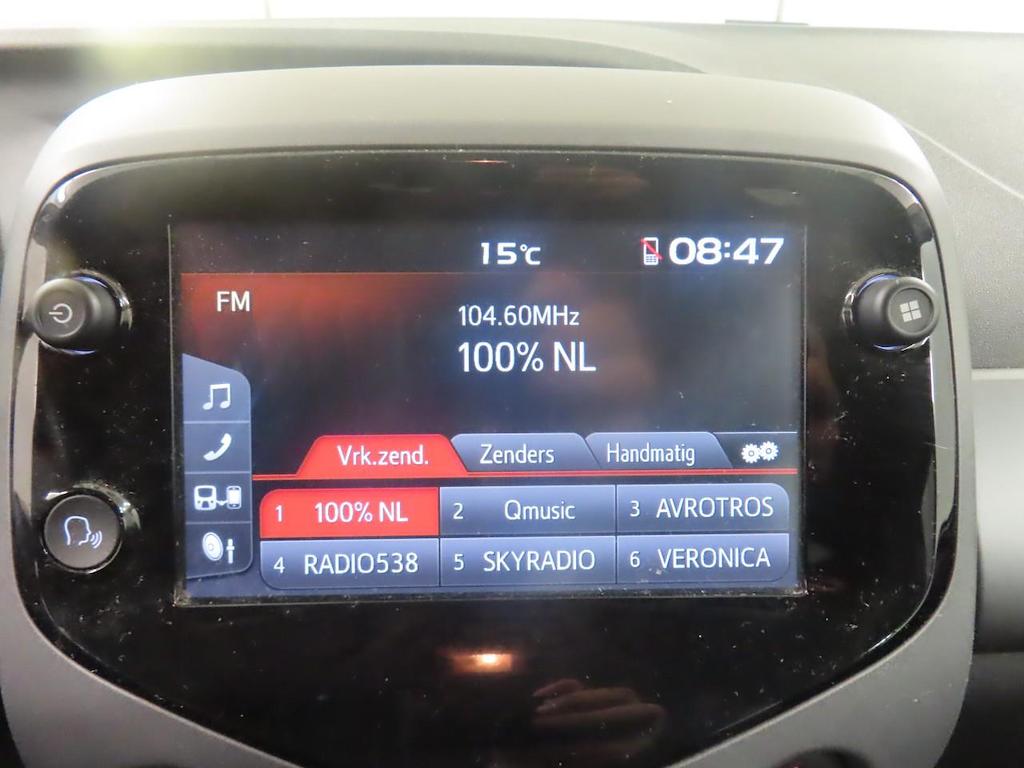 15°C 08:47
FM
104.60MHz
100% NL
Vrk.zend. Zenders Handmatig
1 100% NL 2 Qmusic 3 AVROTROS
4 RADIO538 5 SKYRADIO 6 VERONICA